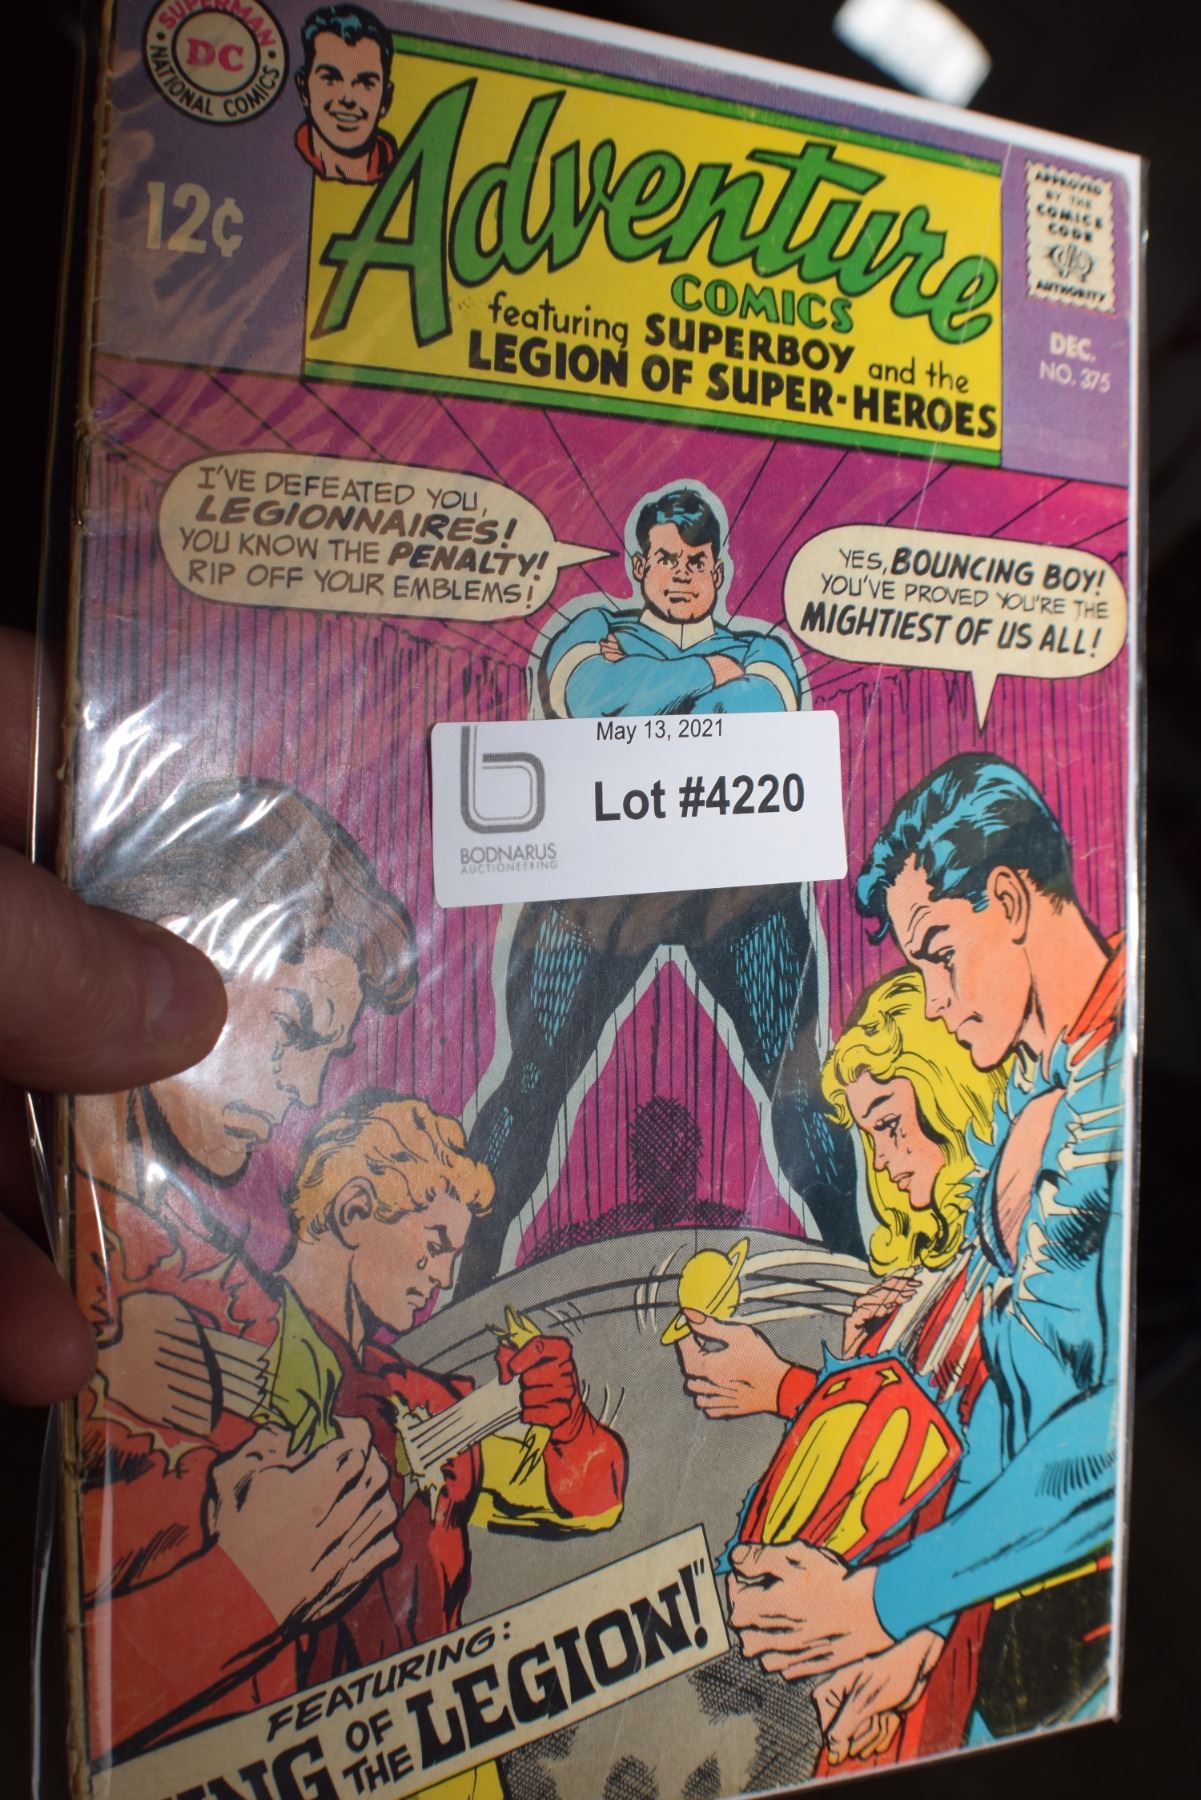 SUPERMAN
DC
NATIONAL COMICS
12¢
Adventure
COMICS
featuring SUPERBOY and the
LEGION OF SUPER-HEROES
APPROVED
BY THE
COMICS
CODE
CA
AUTHORITY
DEC.
NO. 375
I'VE DEFEATED YOU,
LEGIONNAIRES!
YOU KNOW THE PENALTY!
RIP OFF YOUR EMBLEMS!
YES, BOUNCING BOY!
YOU'VE PROVED YOU'RE THE
MIGHTIEST OF US ALL!
May 13, 2021
Lot #4220
b
BODNARUS
AUCTIONEERING
FEATURING:
ING OF THE LEGION!"